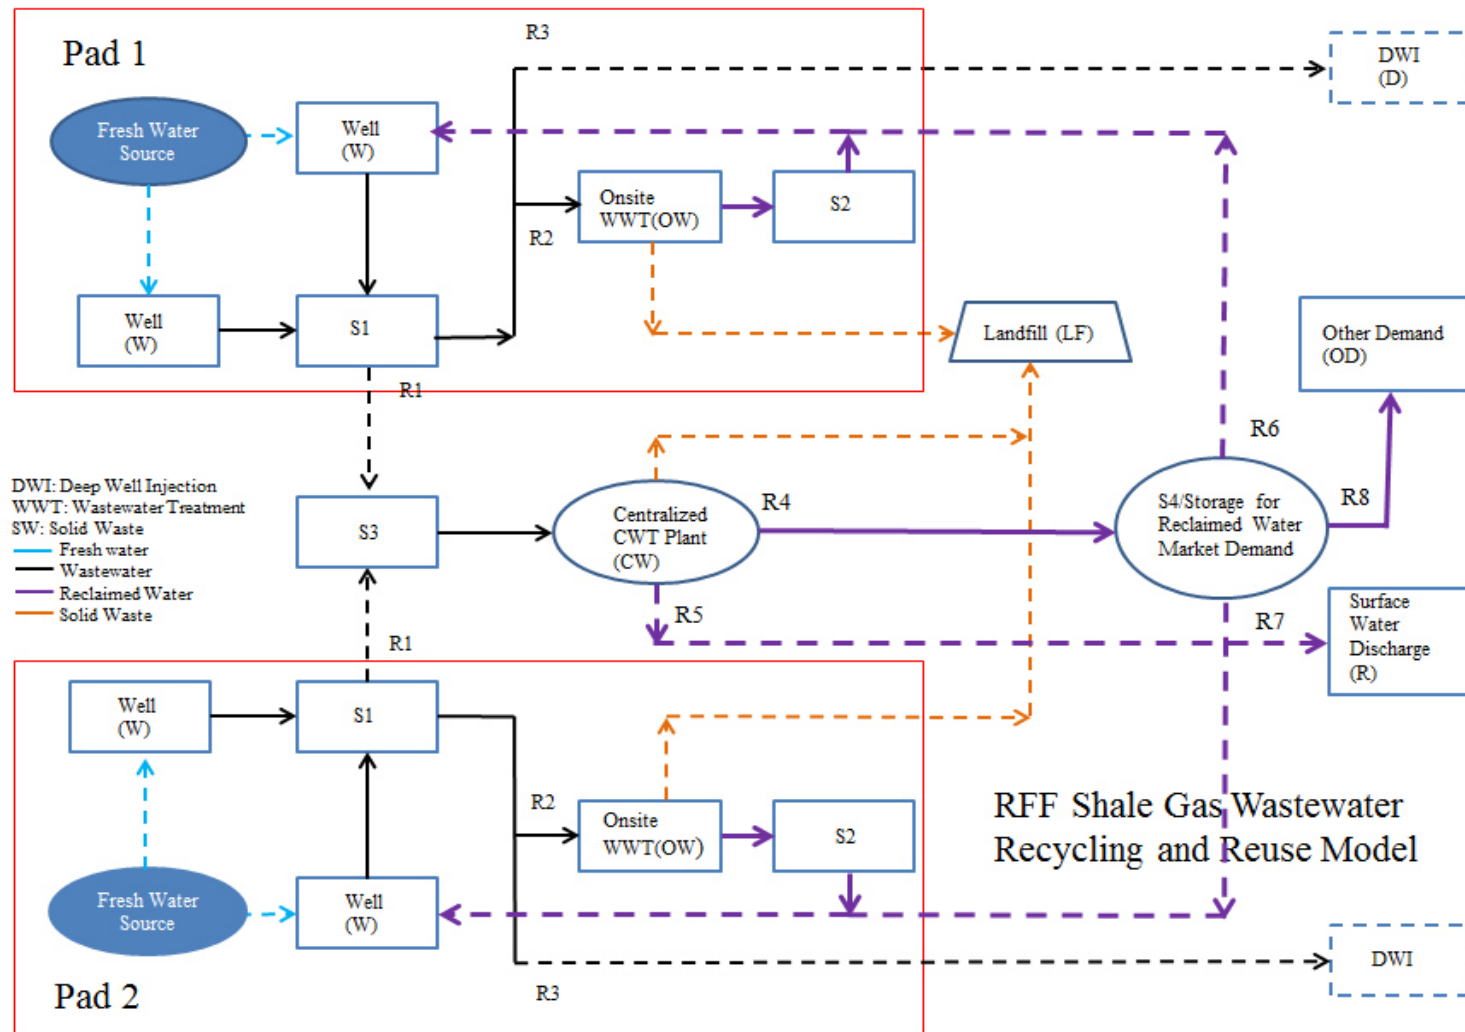 Pad 1
R3
DWI
(D)
Fresh Water
Source
Well
(W)
Onsite
WWT(OW)
S2
R2
Well
(W)
S1
Landfill (LF)
Other Demand
(OD)
R1
R6
DWI: Deep Well Injection
WWT: Wastewater Treatment
SW: Solid Waste
Fresh water
Wastewater
Reclaimed Water
Solid Waste
S3
Centralized
CWT Plant
(CW)
R4
S4/Storage for
Reclaimed Water
Market Demand
R8
R5
R7
Surface
Water
Discharge
(R)
R1
Well
(W)
S1
R2
Onsite
WWT(OW)
S2
RFF Shale Gas Wastewater
Recycling and Reuse Model
Fresh Water
Source
Well
(W)
DWI
R3
Pad 2